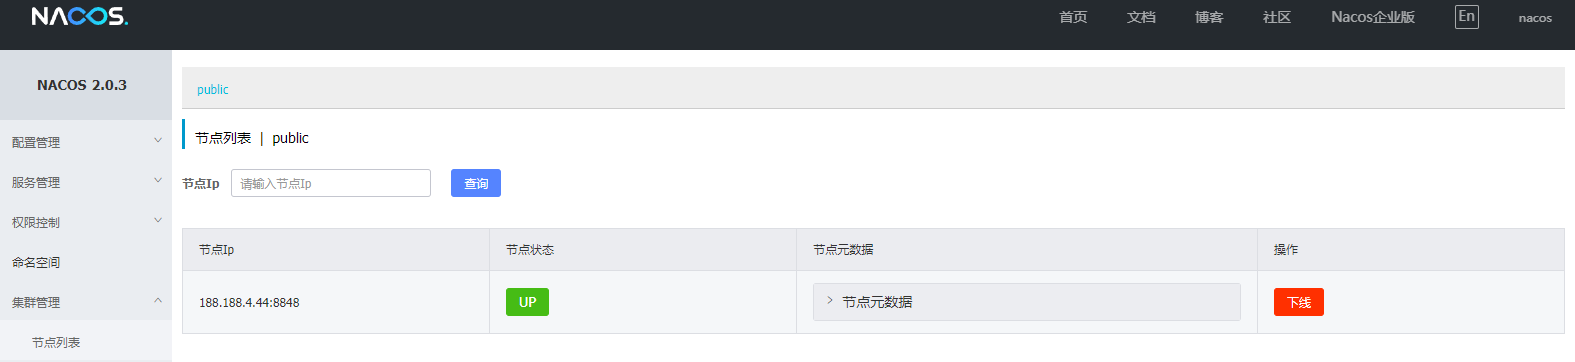 NACOS.
首页 文档 博客 社区 Nacos企业版 En nacos
NACOS 2.0.3
配置管理
服务管理
权限控制
命名空间
集群管理
节点列表
public
节点列表 | public
节点Ip 请输入节点Ip 查询
节点Ip 节点状态 节点元数据 操作
188.188.4.44:8848 UP 节点元数据 下线